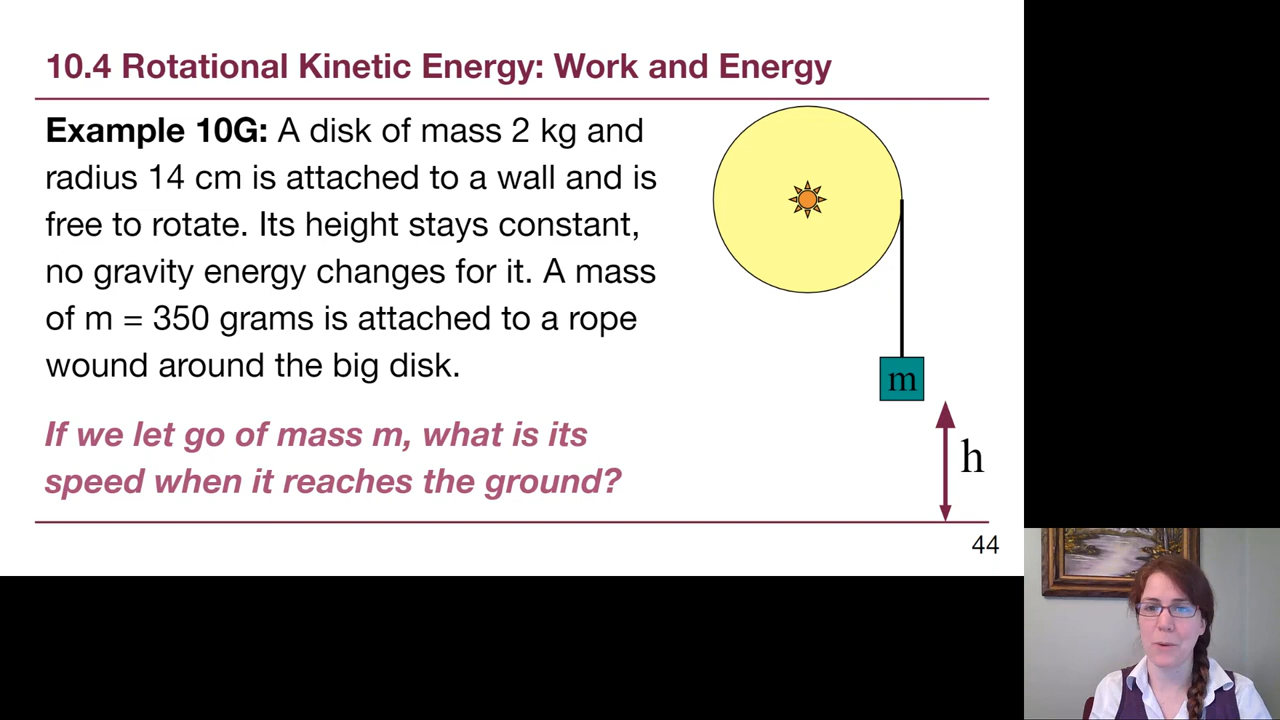 10.4 Rotational Kinetic Energy: Work and Energy
Example 10G: A disk of mass 2 kg and
radius 14 cm is attached to a wall and is
free to rotate. Its height stays constant,
no gravity energy changes for it. A mass
of m = 350 grams is attached to a rope
wound around the big disk.
If we let go of mass m, what is its
speed when it reaches the ground?
m
h
44